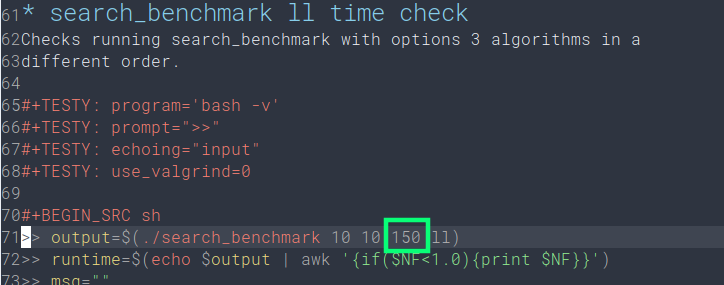 61* search_benchmark ll time check
62Checks running search_benchmark with options 3 algorithms in a
63different order.
64
65#+TESTY: program='bash -v'
66#+TESTY: prompt=">>"
67#+TESTY: echoing="input"
68#+TESTY: use_valgrind=0
69
70#+BEGIN_SRC sh
71>> output=$(./search_benchmark 10 10 150 ll)
72>> runtime=$(echo $output | awk '{if($NF<1.0){print $NF}}')
73>> msg=""